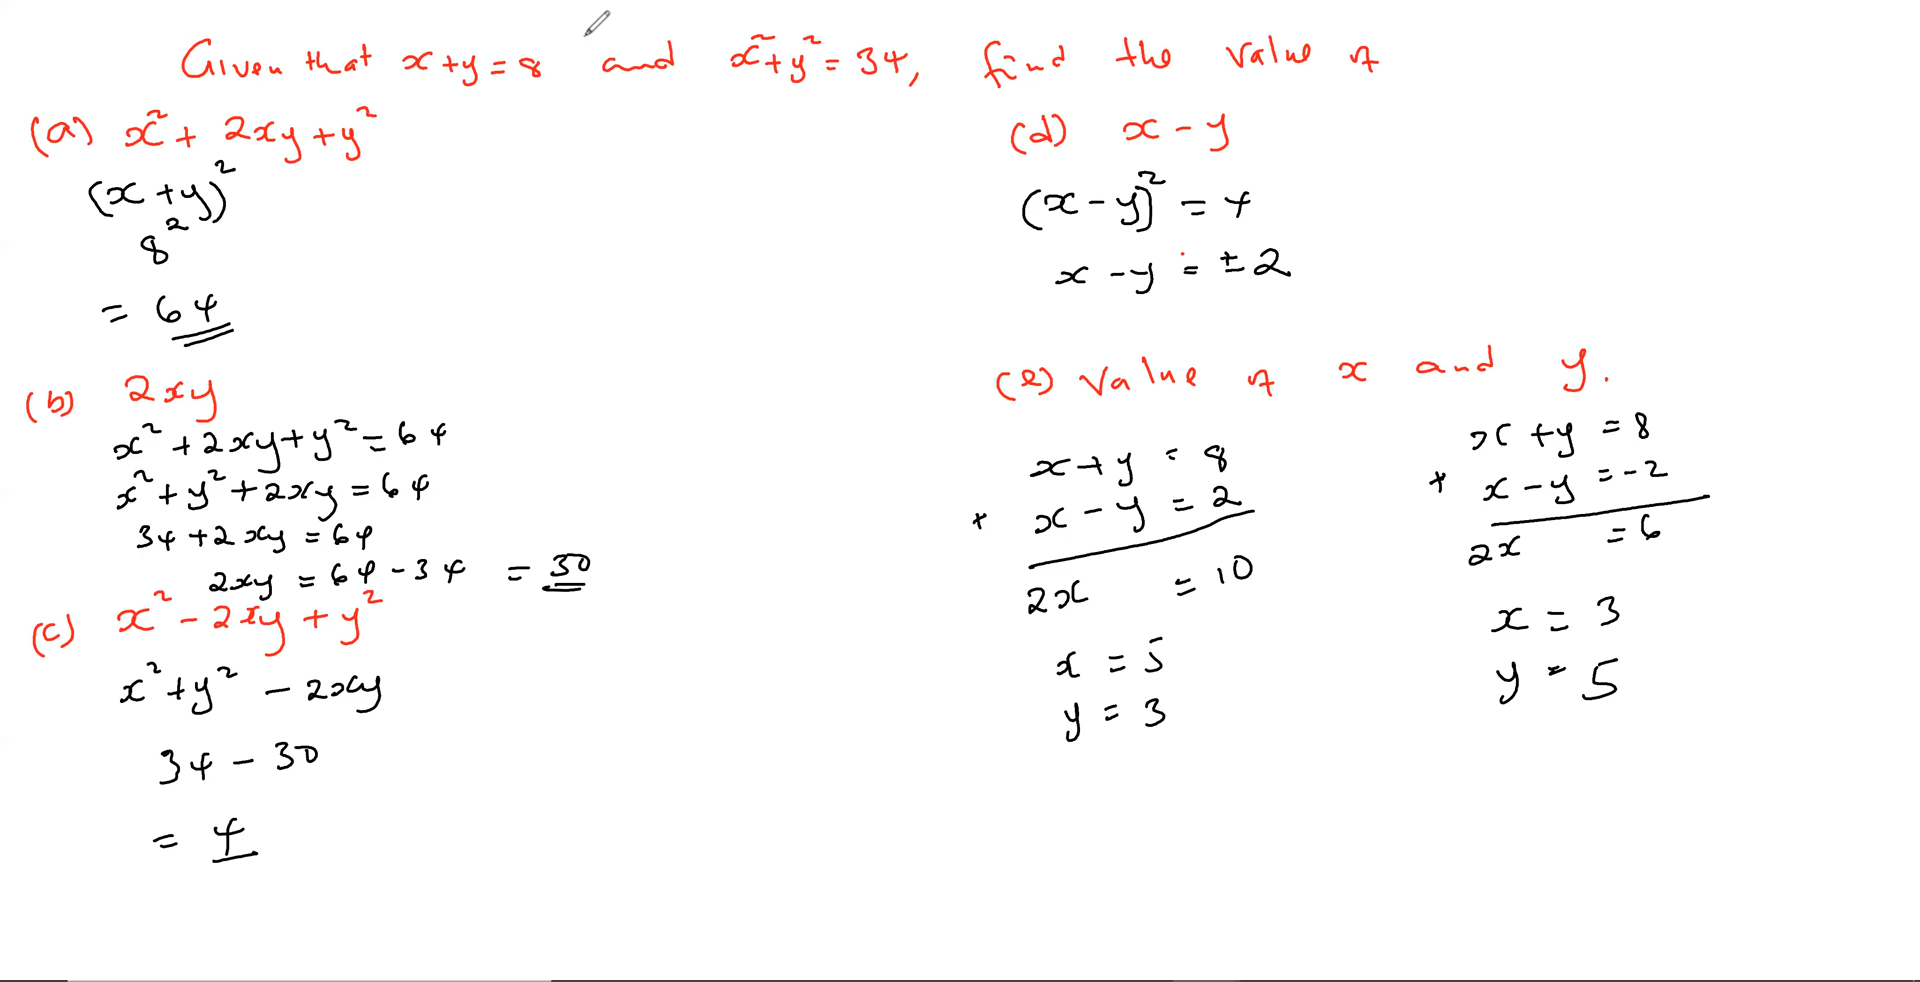 Given that x+y=8 and x²+y²=34, find the value of
(a) x²+2xy+y²
(x+y)²
8²
= 64
(b) 2xy
x²+2xy+y²=64
x²+y²+2xy=64
34+2xy=64
2xy=64-34 = 30
(c) x²-2xy+y²
x²+y² - 2xy
34-30
= 4
(d) x-y
(x-y)² = 4
x-y = ±2
(e) Value of x and y.
x+y = 8
+ x-y = 2
2x = 10
x = 5
y = 3
x+y = 8
+ x-y = -2
2x = 6
x = 3
y = 5